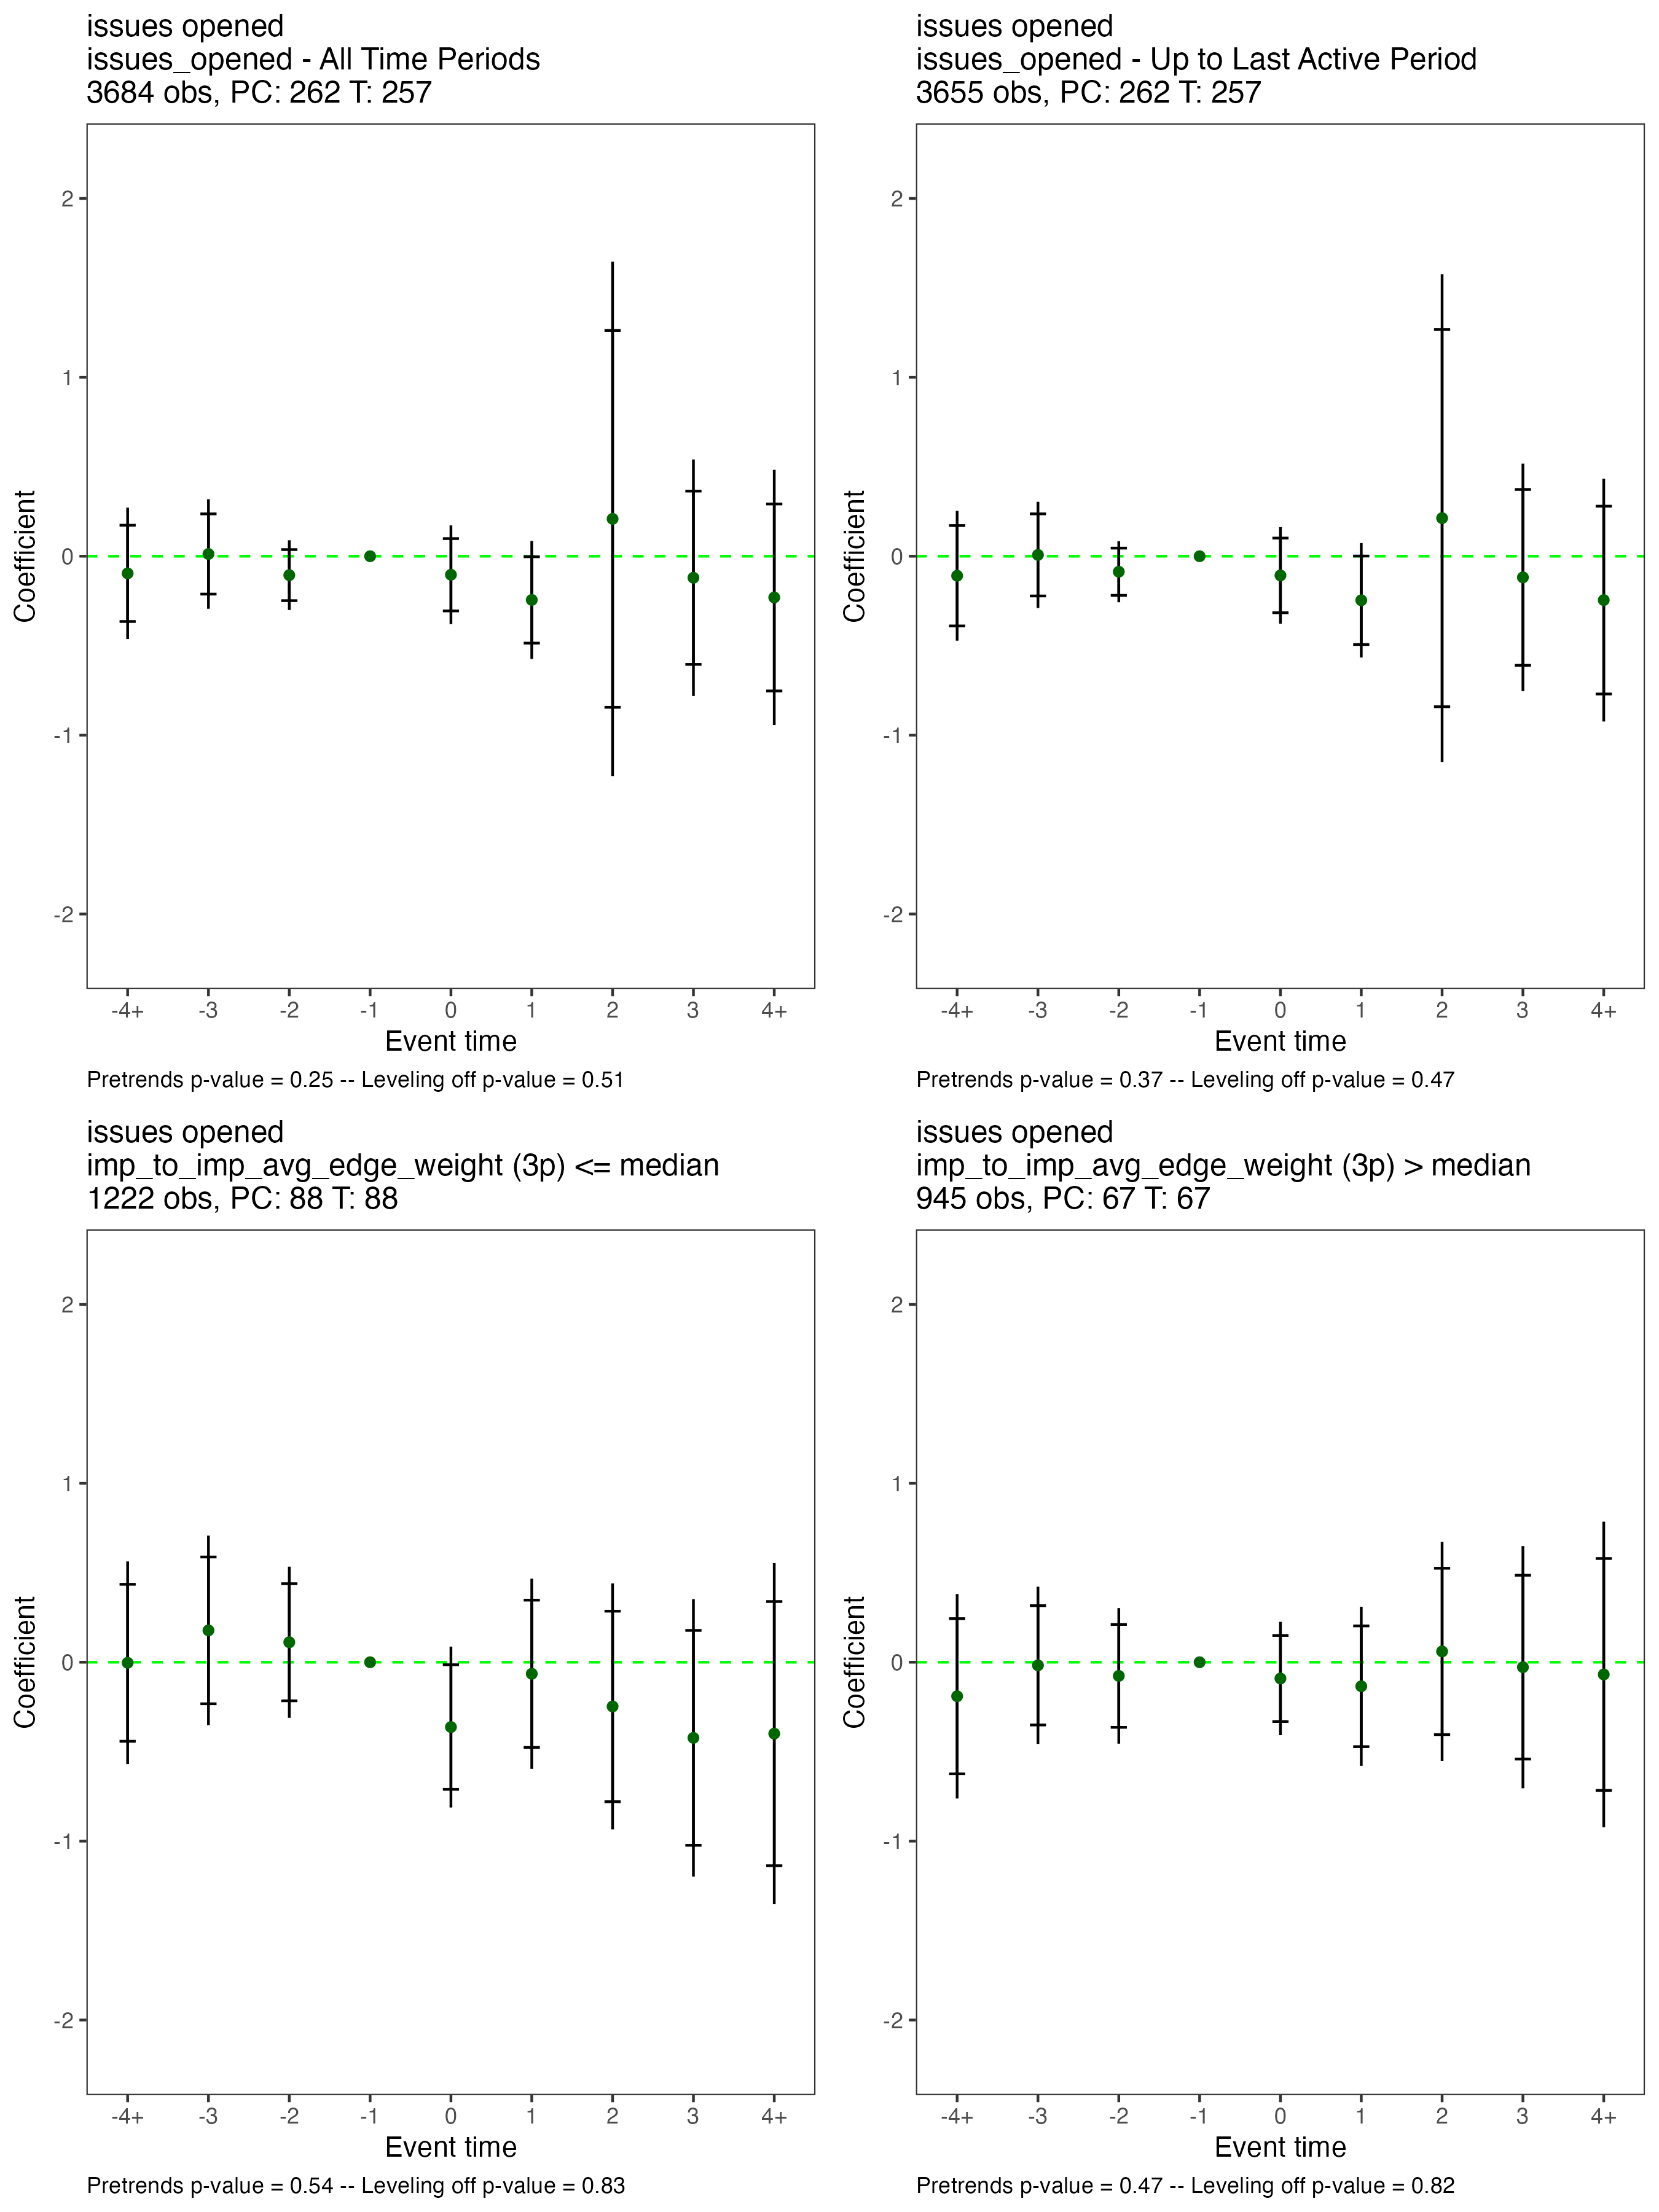 issues opened
issues_opened - All Time Periods
3684 obs, PC: 262 T: 257
2
1
0
-1
-2
Coefficient
-4+ -3 -2 -1 0 1 2 3 4+
Event time
Pretrends p-value = 0.25 -- Leveling off p-value = 0.51
issues opened
issues_opened - Up to Last Active Period
3655 obs, PC: 262 T: 257
2
1
0
-1
-2
Coefficient
-4+ -3 -2 -1 0 1 2 3 4+
Event time
Pretrends p-value = 0.37 -- Leveling off p-value = 0.47
issues opened
imp_to_imp_avg_edge_weight (3p) <= median
1222 obs, PC: 88 T: 88
2
1
0
-1
-2
Coefficient
-4+ -3 -2 -1 0 1 2 3 4+
Event time
Pretrends p-value = 0.54 -- Leveling off p-value = 0.83
issues opened
imp_to_imp_avg_edge_weight (3p) > median
945 obs, PC: 67 T: 67
2
1
0
-1
-2
Coefficient
-4+ -3 -2 -1 0 1 2 3 4+
Event time
Pretrends p-value = 0.47 -- Leveling off p-value = 0.82